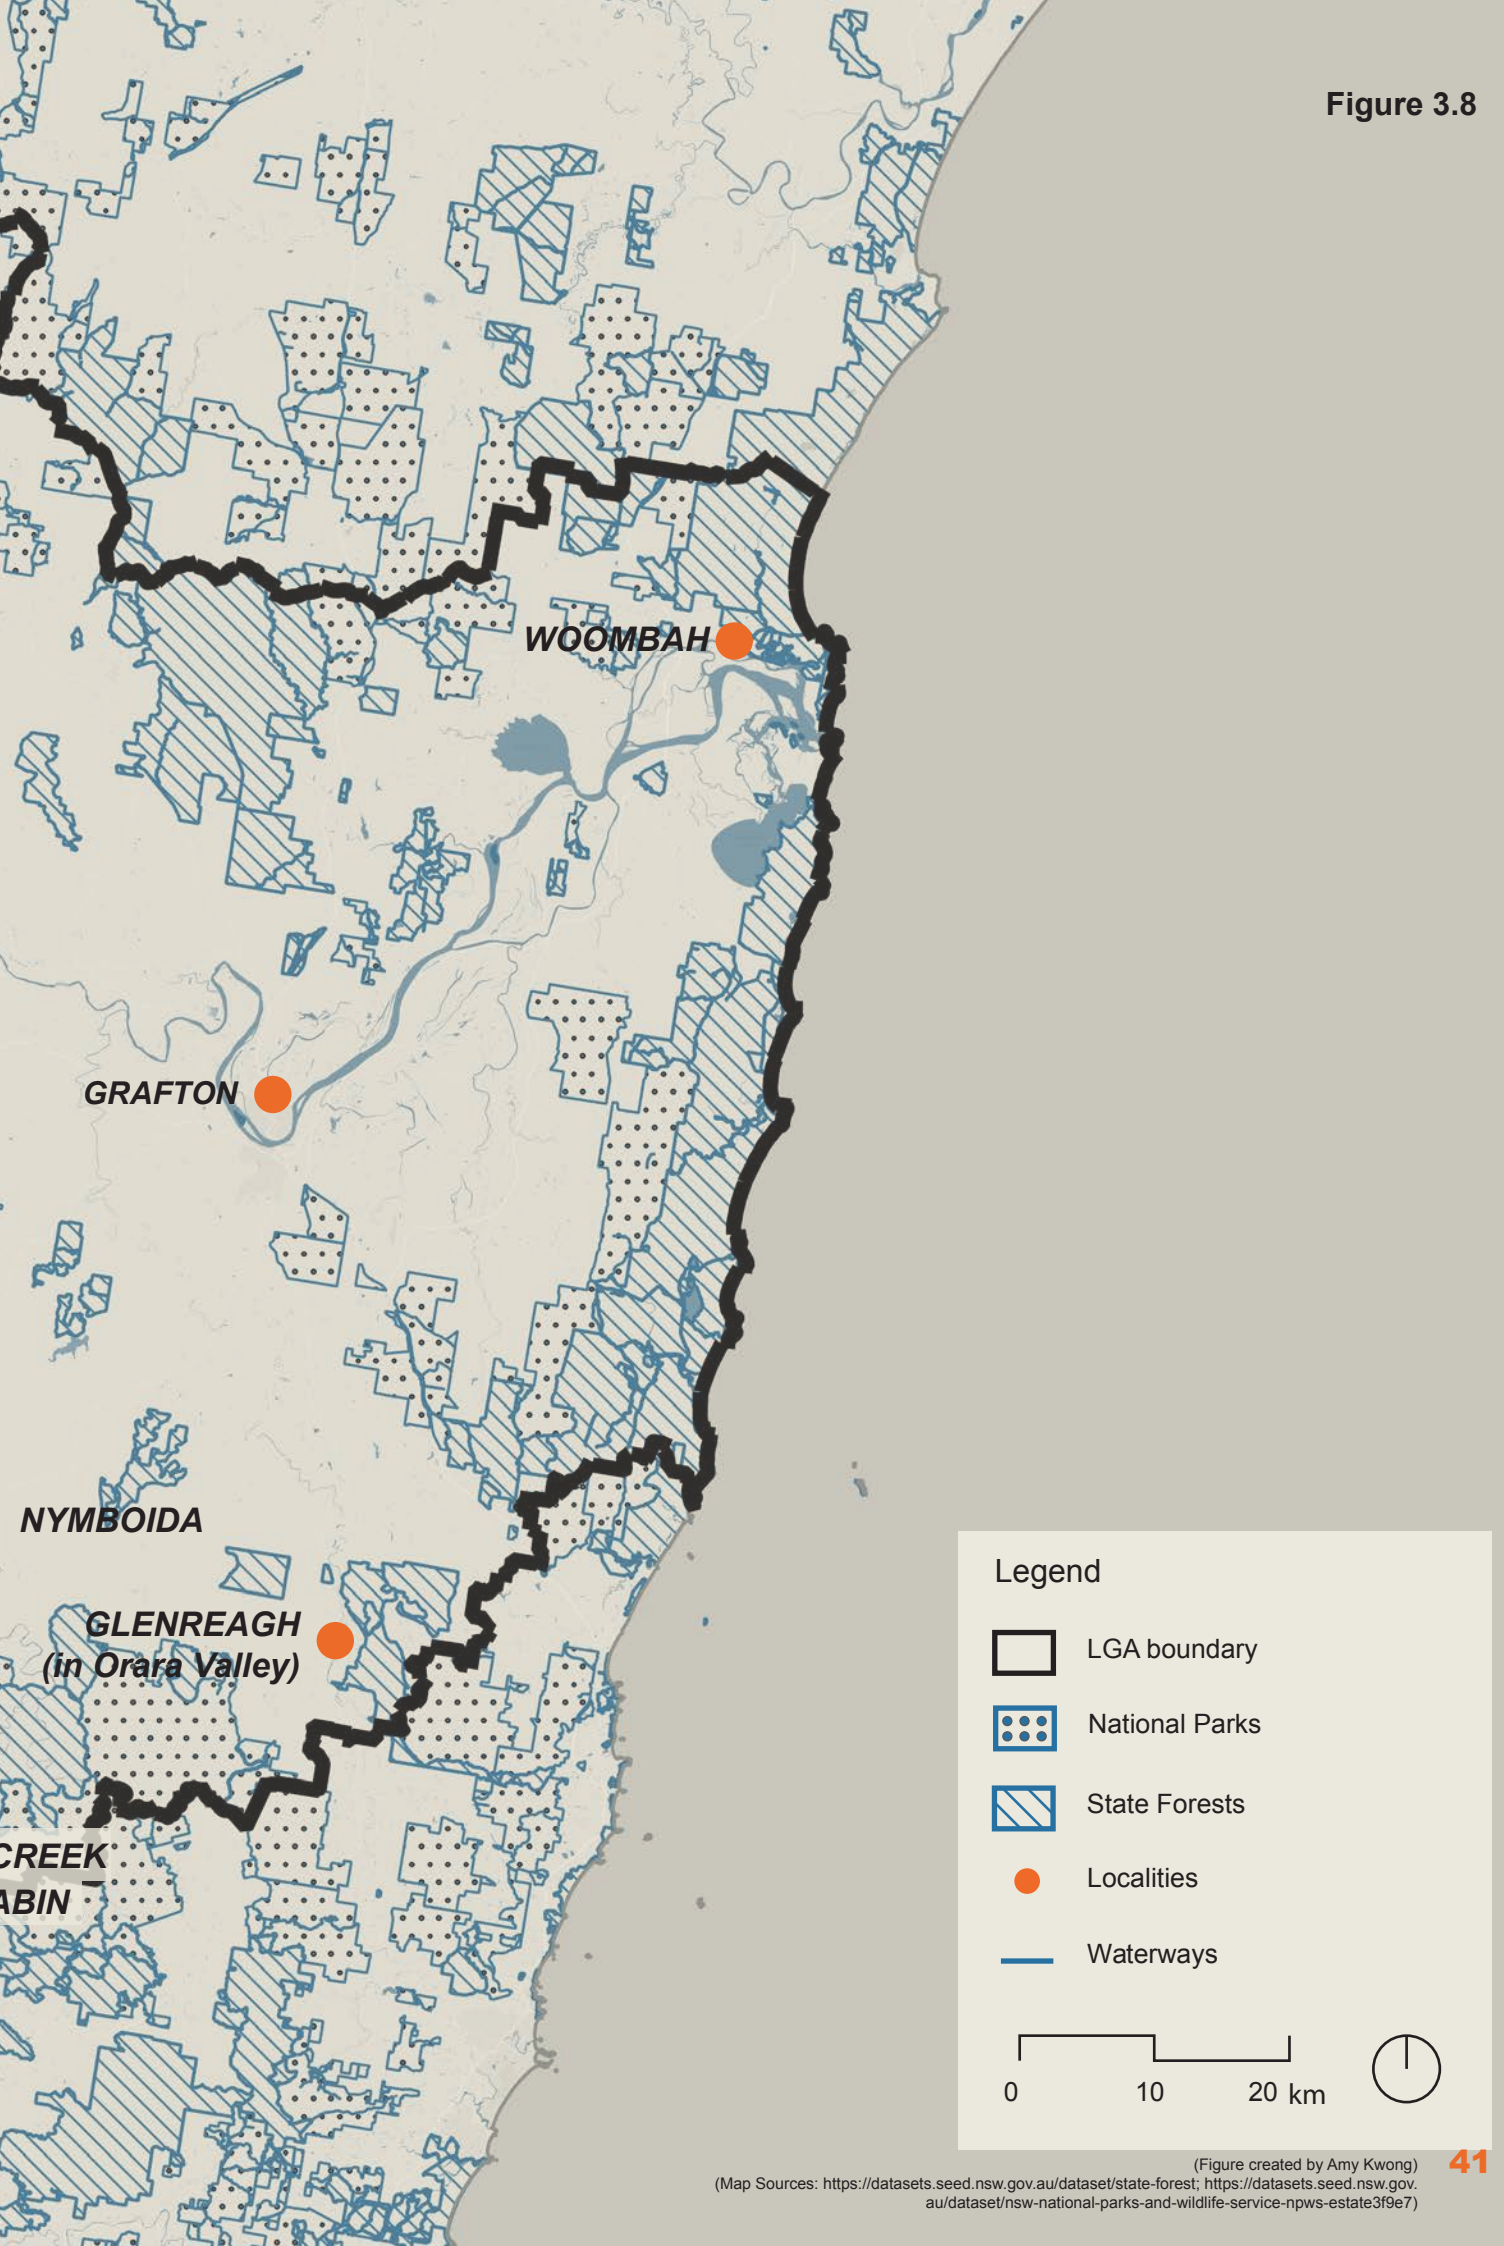 Figure 3.8
WOOMBAH
GRAFTON
NYMBOIDA
GLENREAGH
(in Orara Valley)
CREEK
ABIN
Legend
LGA boundary
National Parks
State Forests
Localities
Waterways
0 10 20 km
(Figure created by Amy Kwong)
41
(Map Sources: https://datasets.seed.nsw.gov.au/dataset/state-forest; https://datasets.seed.nsw.gov.
au/dataset/nsw-national-parks-and-wildlife-service-npws-estate3f9e7)